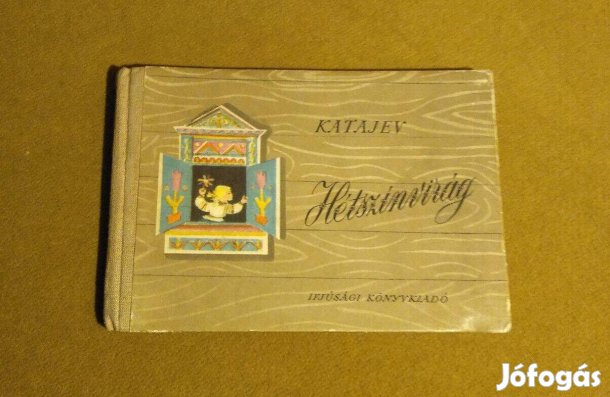 KATAJEV
Hétszínvirág
IFJÚSÁGI KÖNYVKIADÓ
Jófogás